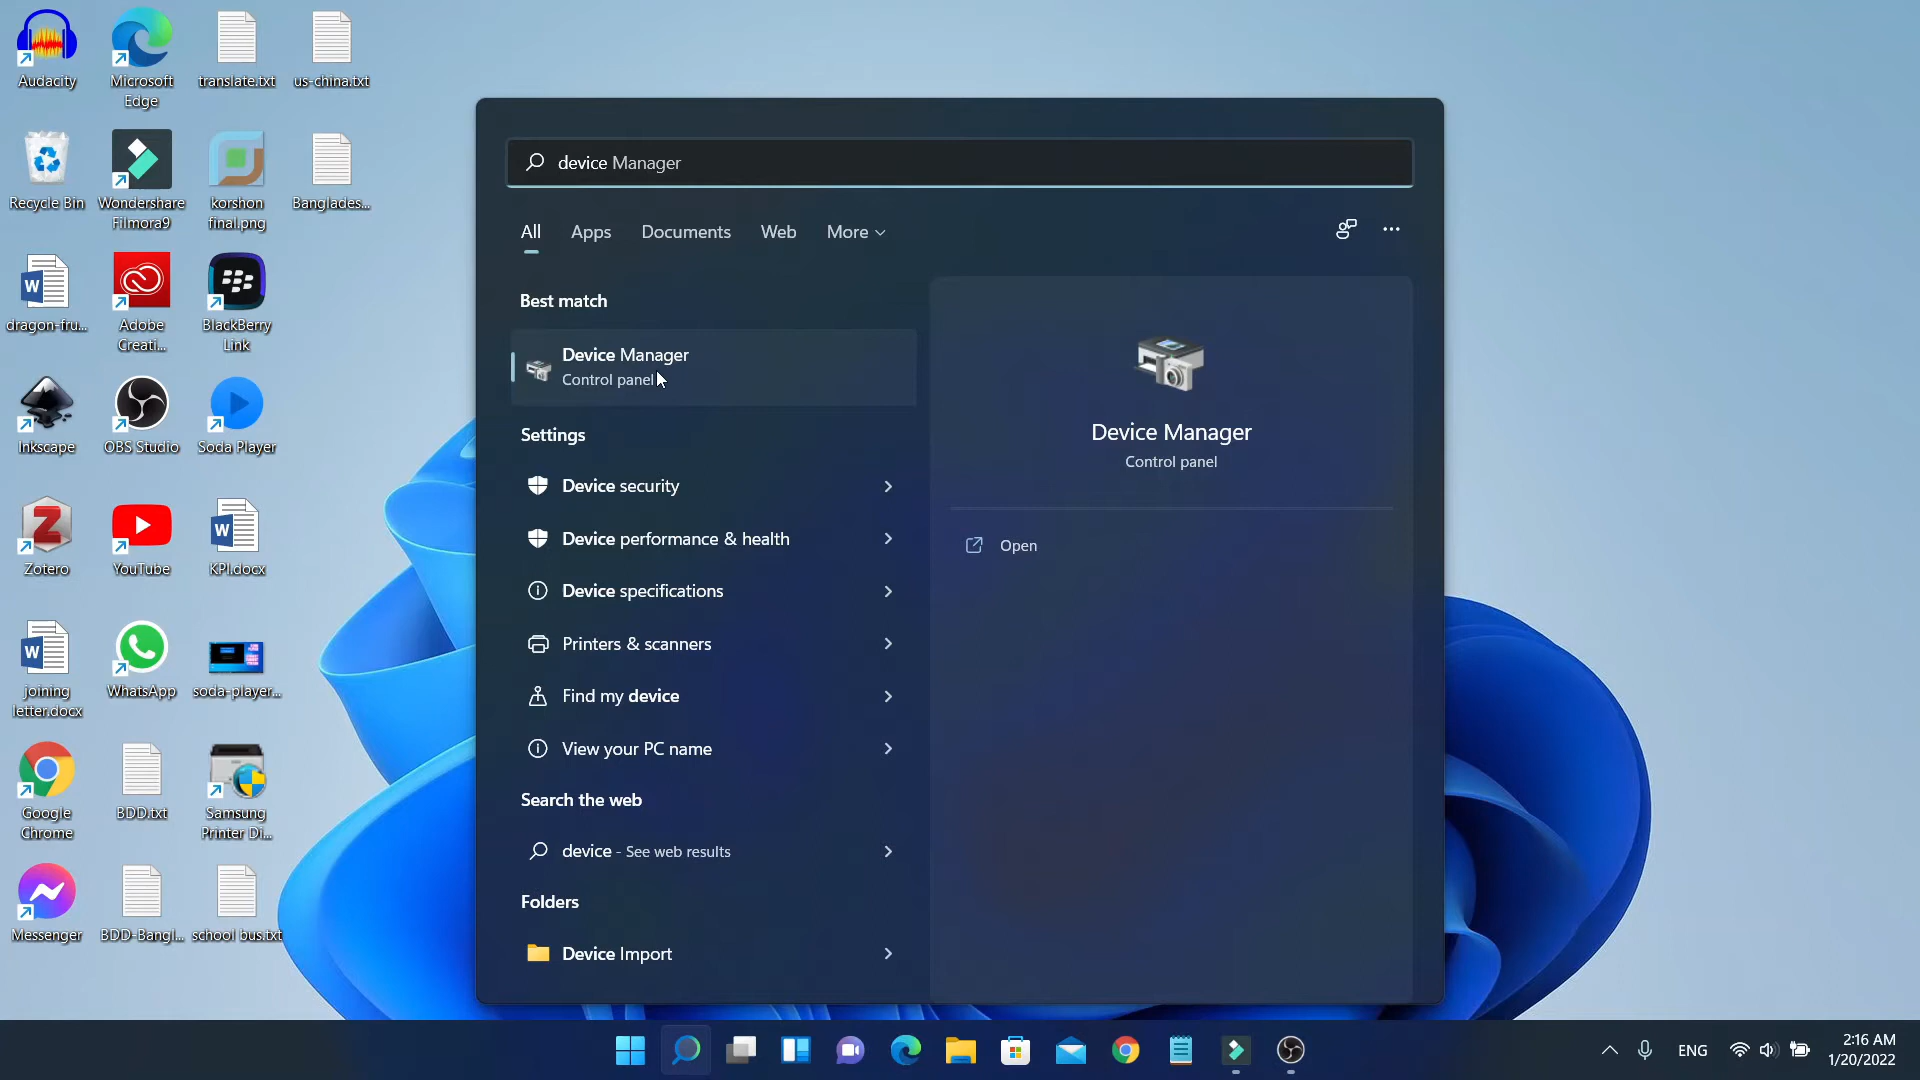 Audacity
Microsoft
Edge
translate.txt
us-china.txt
Recycle Bin
Wondershare
Filmora9
korshon
final.png
Banglades...
dragon-fru...
Adobe
Creati...
BlackBerry
Link
Inkscape
OBS Studio
Soda Player
Zotero
YouTube
KPI.docx
joining
letter.docx
WhatsApp
soda-player...
Google
Chrome
BDD.txt
Samsung
Printer Di...
Messenger
BDD-Bangl...
school bus.txt
device Manager
All
Apps
Documents
Web
More
Best match
Device Manager
Control panel
Settings
Device security
Device performance & health
Device specifications
Printers & scanners
Find my device
View your PC name
Search the web
device - See web results
Folders
Device Import
Device Manager
Control panel
Open
ENG
2:16 AM
1/20/2022